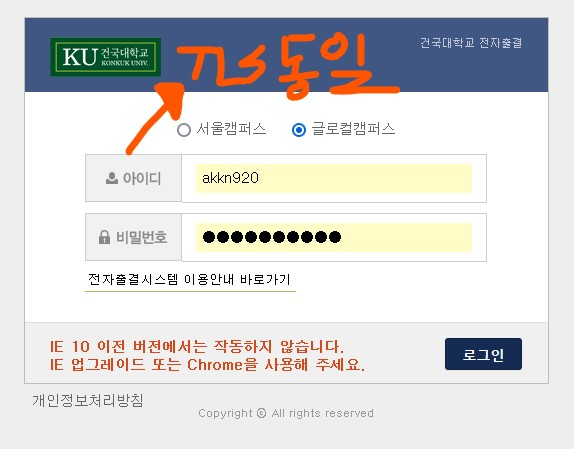 KU 건국대학교
KONKUK UNIV.
건국대학교 전자출결
동일
서울캠퍼스 글로컬캠퍼스
아이디 akkn920
비밀번호 ●●●●●●●●●●
전자출결시스템 이용안내 바로가기
IE 10 이전 버전에서는 작동하지 않습니다.
IE 업그레이드 또는 Chrome을 사용해 주세요.
로그인
개인정보처리방침
Copyright ⓒ All rights reserved